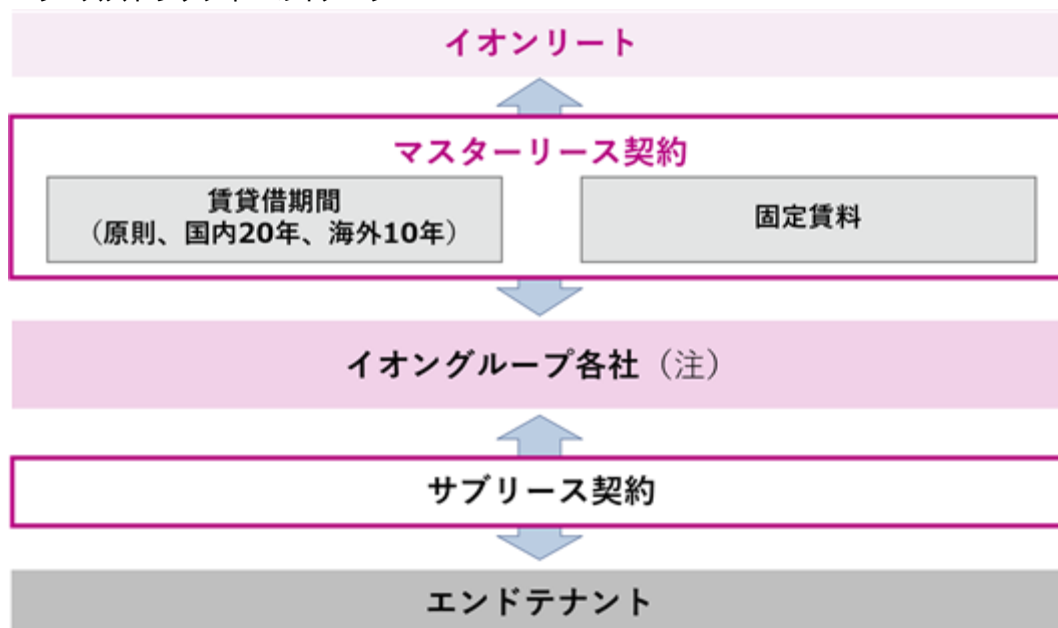 イオンリート
マスターリース契約
賃貸借期間
（原則、国内20年、海外10年）
固定賃料
イオングループ各社（注）
サブリース契約
エンドテナント